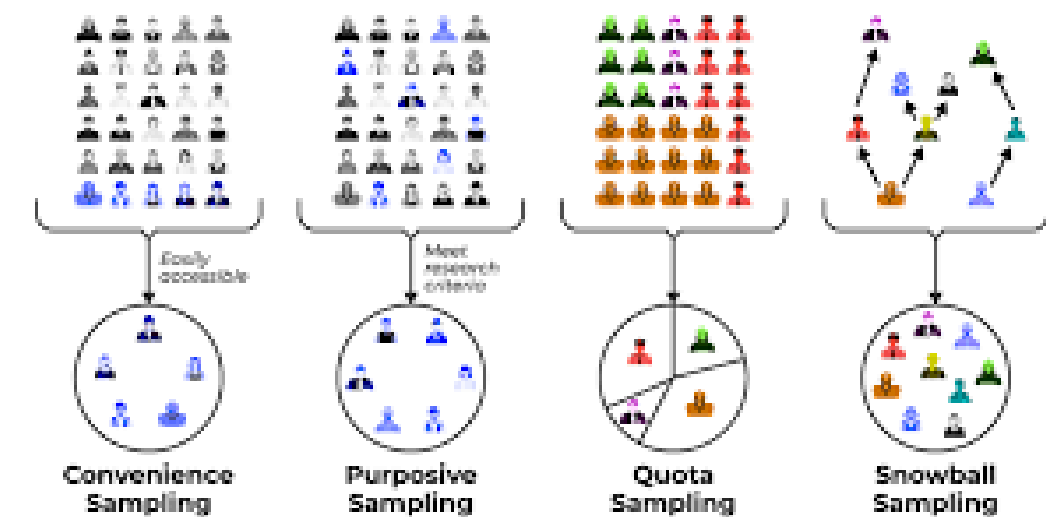 Easily
accessible
Meet
research
criteria
Convenience
Sampling
Purposive
Sampling
Quota
Sampling
Snowball
Sampling